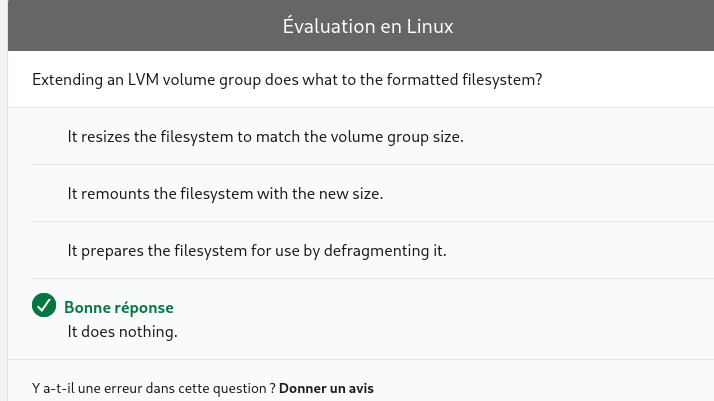 Évaluation en Linux
Extending an LVM volume group does what to the formatted filesystem?
It resizes the filesystem to match the volume group size.
It remounts the filesystem with the new size.
It prepares the filesystem for use by defragmenting it.
Bonne réponse
It does nothing.
Y a-t-il une erreur dans cette question ? Donner un avis